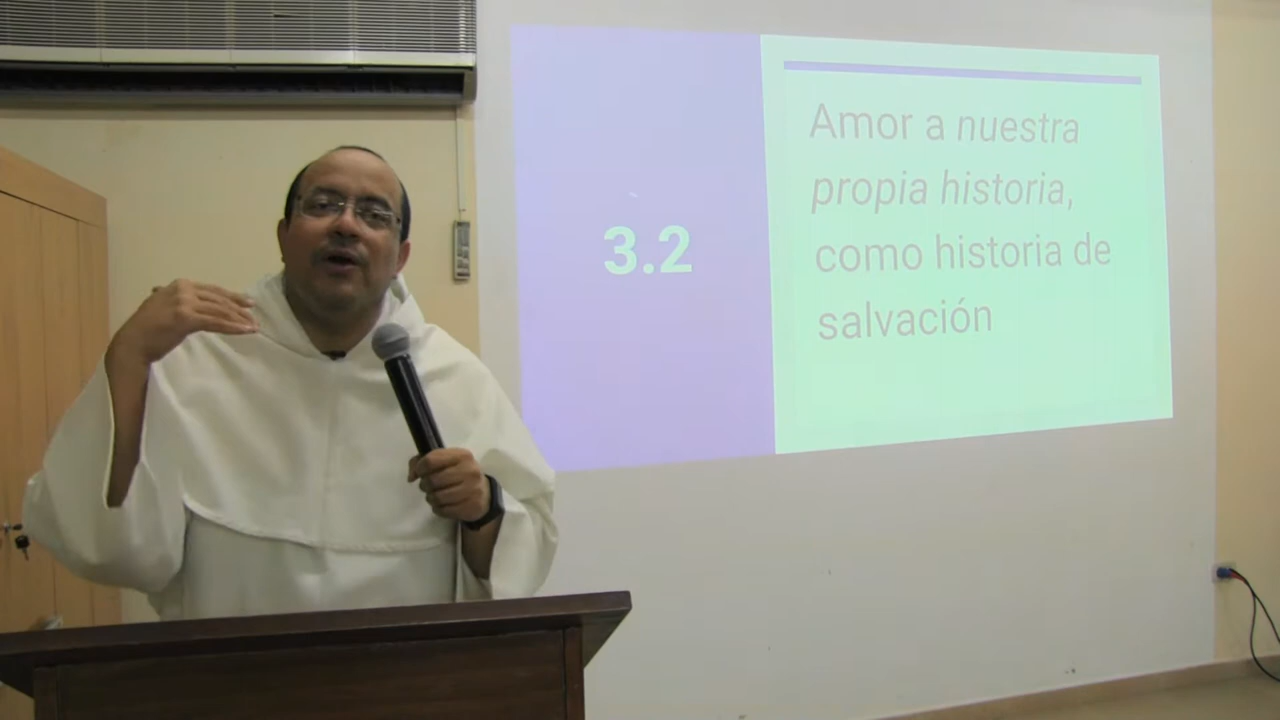 3.2
Amor a nuestra
propia historia,
como historia de
salvación